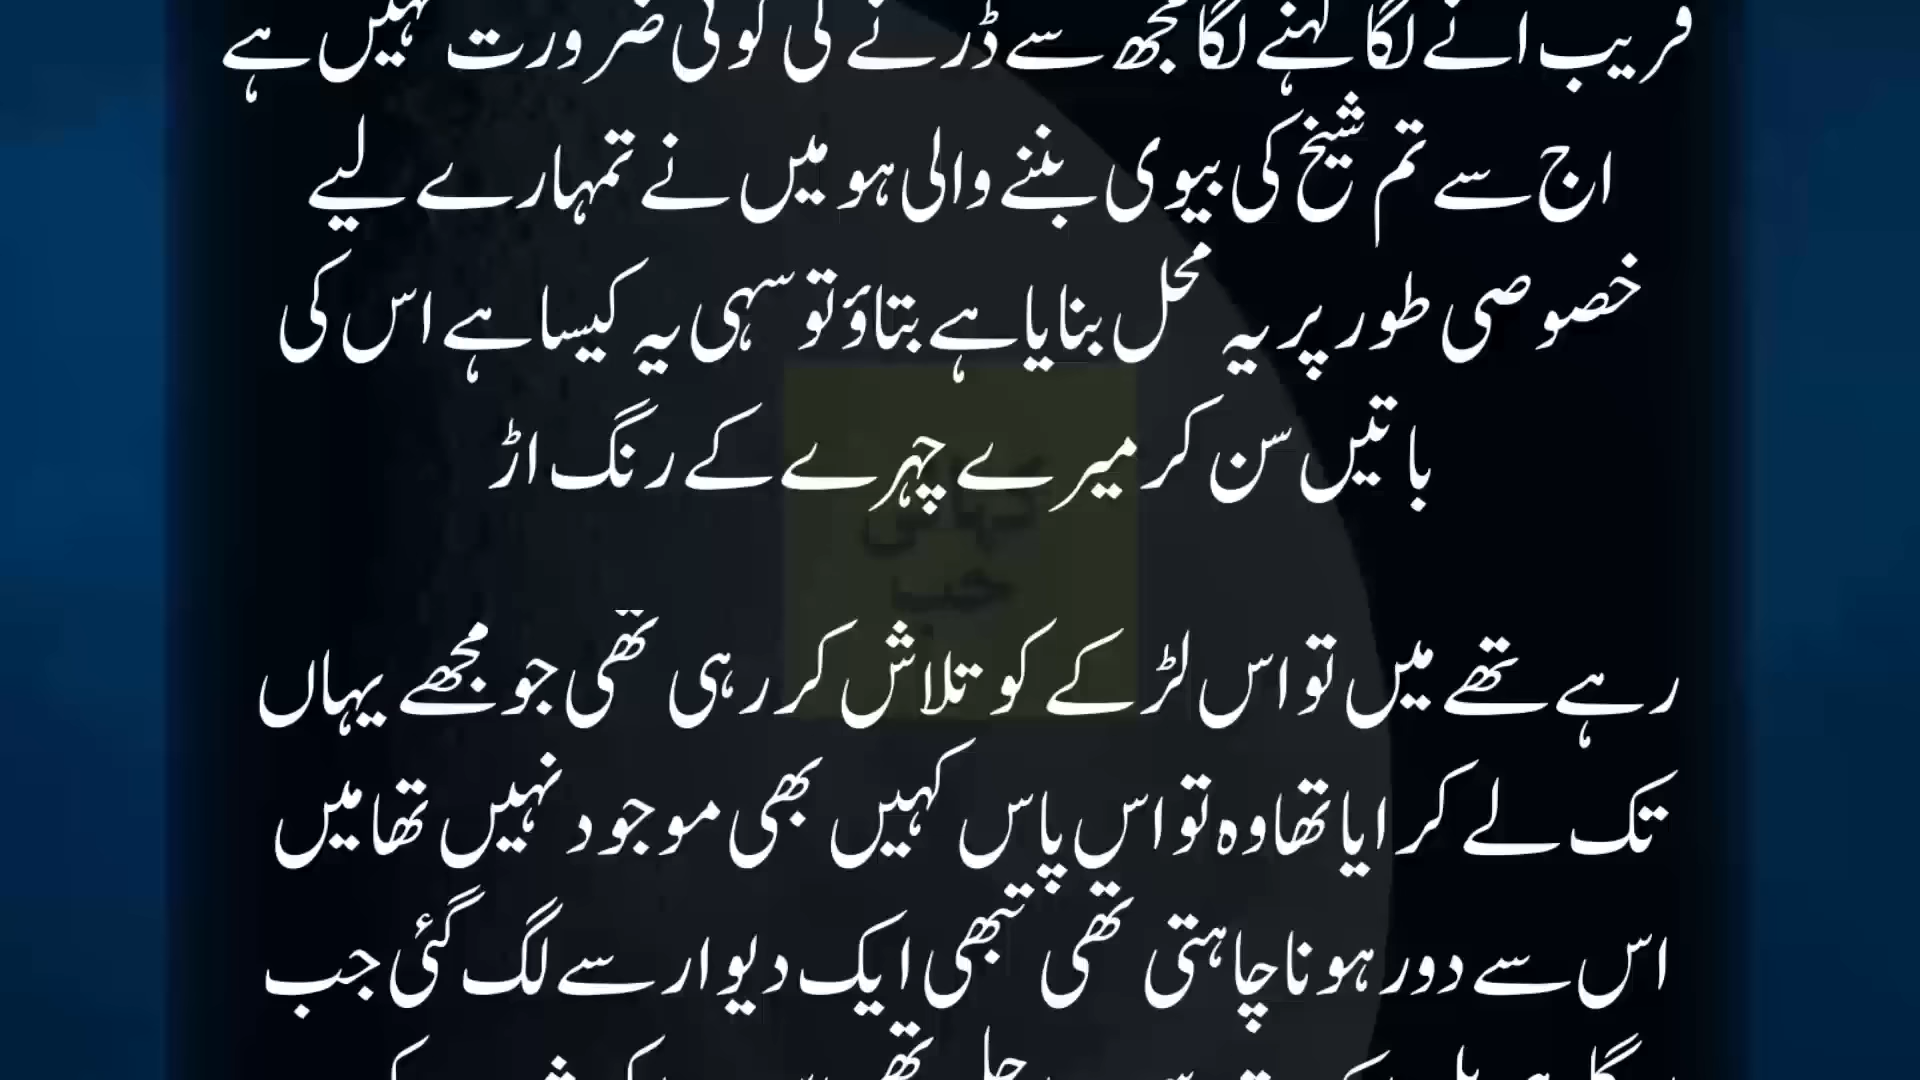 قریب انے لگا کہنے لگا مجھ سے ڈرنے کی کوئی ضرورت نہیں ہے
اج سے تم شیخ کی بیوی بننے والی ہو میں نے تمہارے لیے
خصوصی طور پر یہ محل بنایا ہے بتاؤ تو سہی یہ کیسا ہے اس کی
باتیں سن کر میرے چہرے کے رنگ اڑ
کہانی
جب
رہے تھے میں تو اس لڑکے کو تلاش کر رہی تھی جو مجھے یہاں
تک لے کر ایا تھا وہ تو اس پاس کہیں بھی موجود نہیں تھا میں
اس سے دور ہونا چاہتی تھی تبھی ایک دیوار سے لگ گئی جب